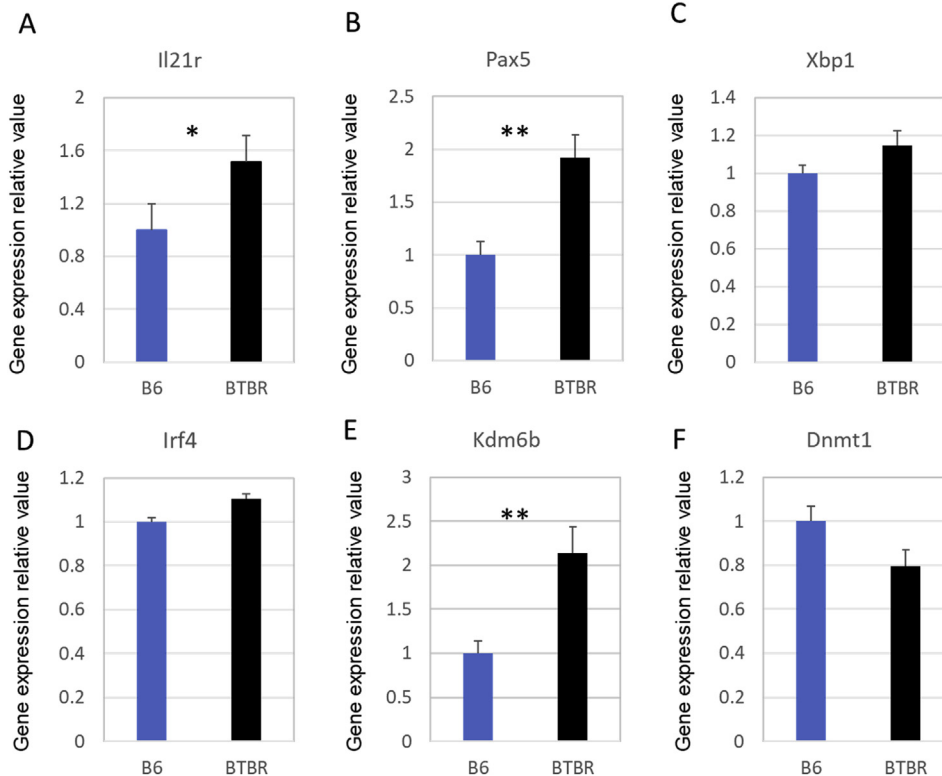 A
Il21r
Gene expression relative value
2
1.6
1.2
0.8
0.4
0
*
B6
BTBR
B
Pax5
Gene expression relative value
2.5
2
1.5
1
0.5
0
**
B6
BTBR
C
Xbp1
Gene expression relative value
1.4
1.2
1
0.8
0.6
0.4
0.2
0
B6
BTBR
D
Irf4
Gene expression relative value
1.2
1
0.8
0.6
0.4
0.2
0
B6
BTBR
E
Kdm6b
Gene expression relative value
3
2.5
2
1.5
1
0.5
0
**
B6
BTBR
F
Dnmt1
Gene expression relative value
1.2
1
0.8
0.6
0.4
0.2
0
B6
BTBR